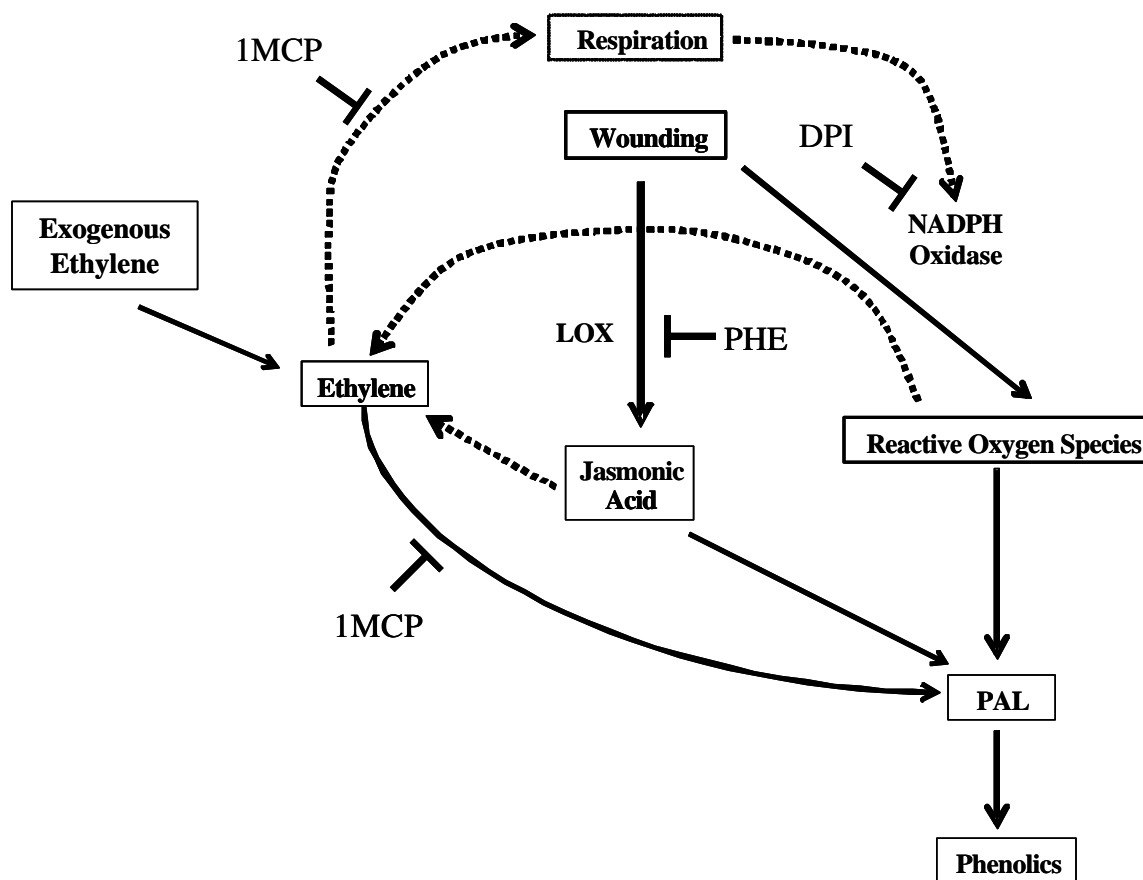 1MCP
Respiration
Wounding
DPI
Exogenous
Ethylene
NADPH
Oxidase
LOX
PHE
Ethylene
Reactive Oxygen Species
Jasmonic
Acid
1MCP
PAL
Phenolics